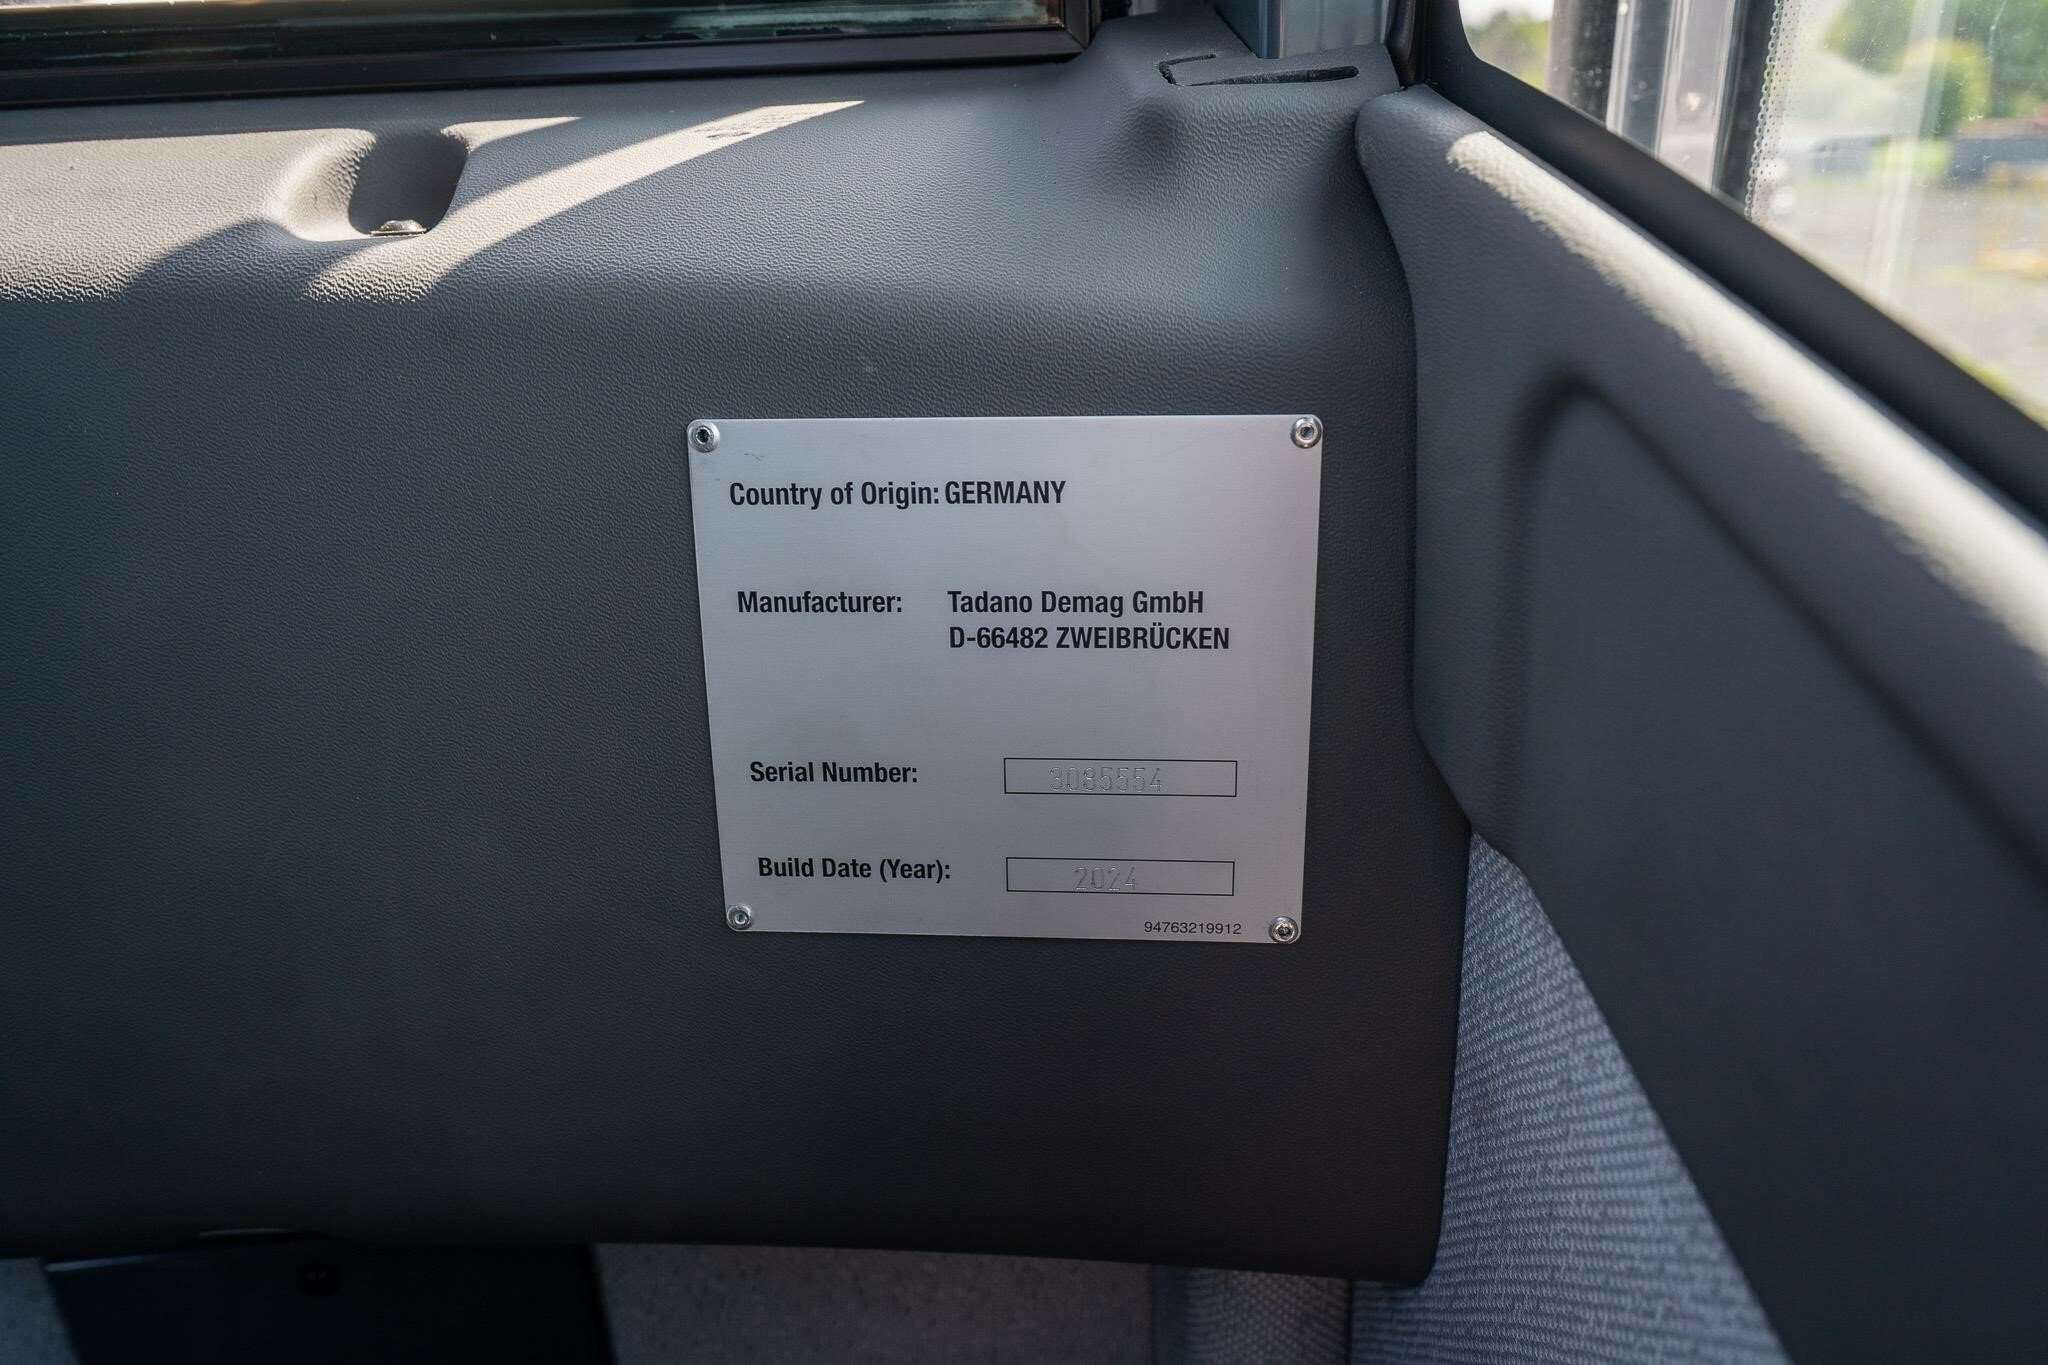 Country of Origin: GERMANY
Manufacturer: Tadano Demag GmbH
D-66482 ZWEIBRÜCKEN
Serial Number: 3085554
Build Date (Year): 2024
94763219912